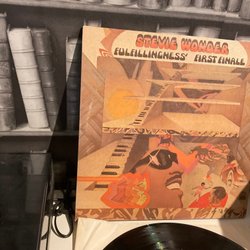 STEVIE WONDER
FULFILLINGNESS' FIRST FINALE